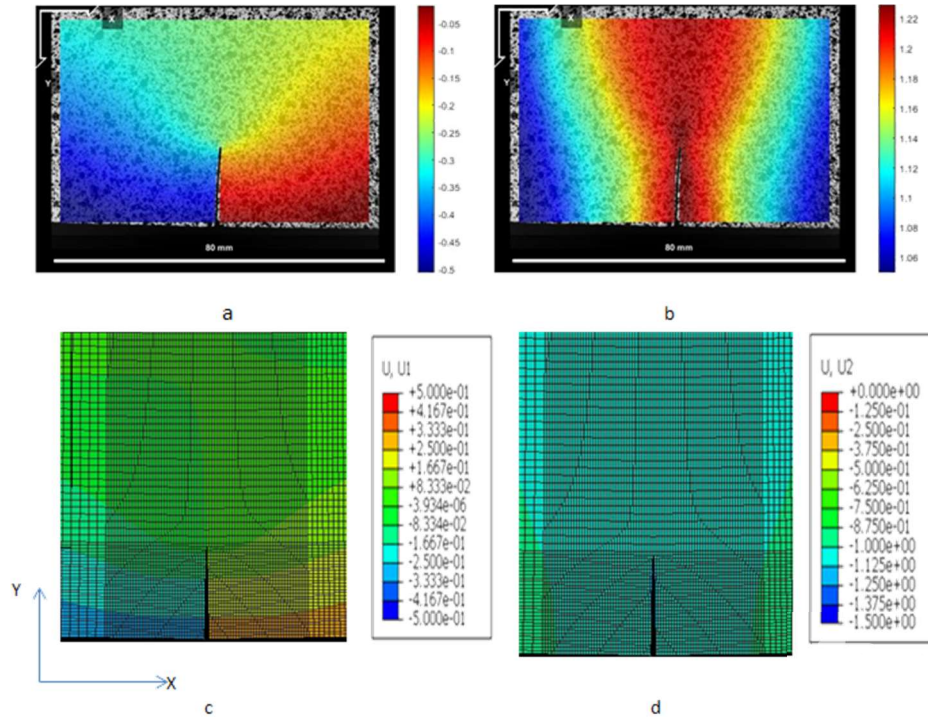 X
Y
80 mm
-0.05
-0.1
-0.15
-0.2
-0.25
-0.3
-0.35
-0.4
-0.45
-0.5
X
Y
80 mm
1.22
1.2
1.18
1.16
1.14
1.12
1.1
1.08
1.06
a
b
U, U1
+5.000e-01
+4.167e-01
+3.333e-01
+2.500e-01
+1.667e-01
+8.333e-02
-3.934e-06
-8.334e-02
-1.667e-01
-2.500e-01
-3.333e-01
-4.167e-01
-5.000e-01
U, U2
+0.000e+00
-1.250e-01
-2.500e-01
-3.750e-01
-5.000e-01
-6.250e-01
-7.500e-01
-8.750e-01
-1.000e+00
-1.125e+00
-1.250e+00
-1.375e+00
-1.500e+00
Y
X
c
d